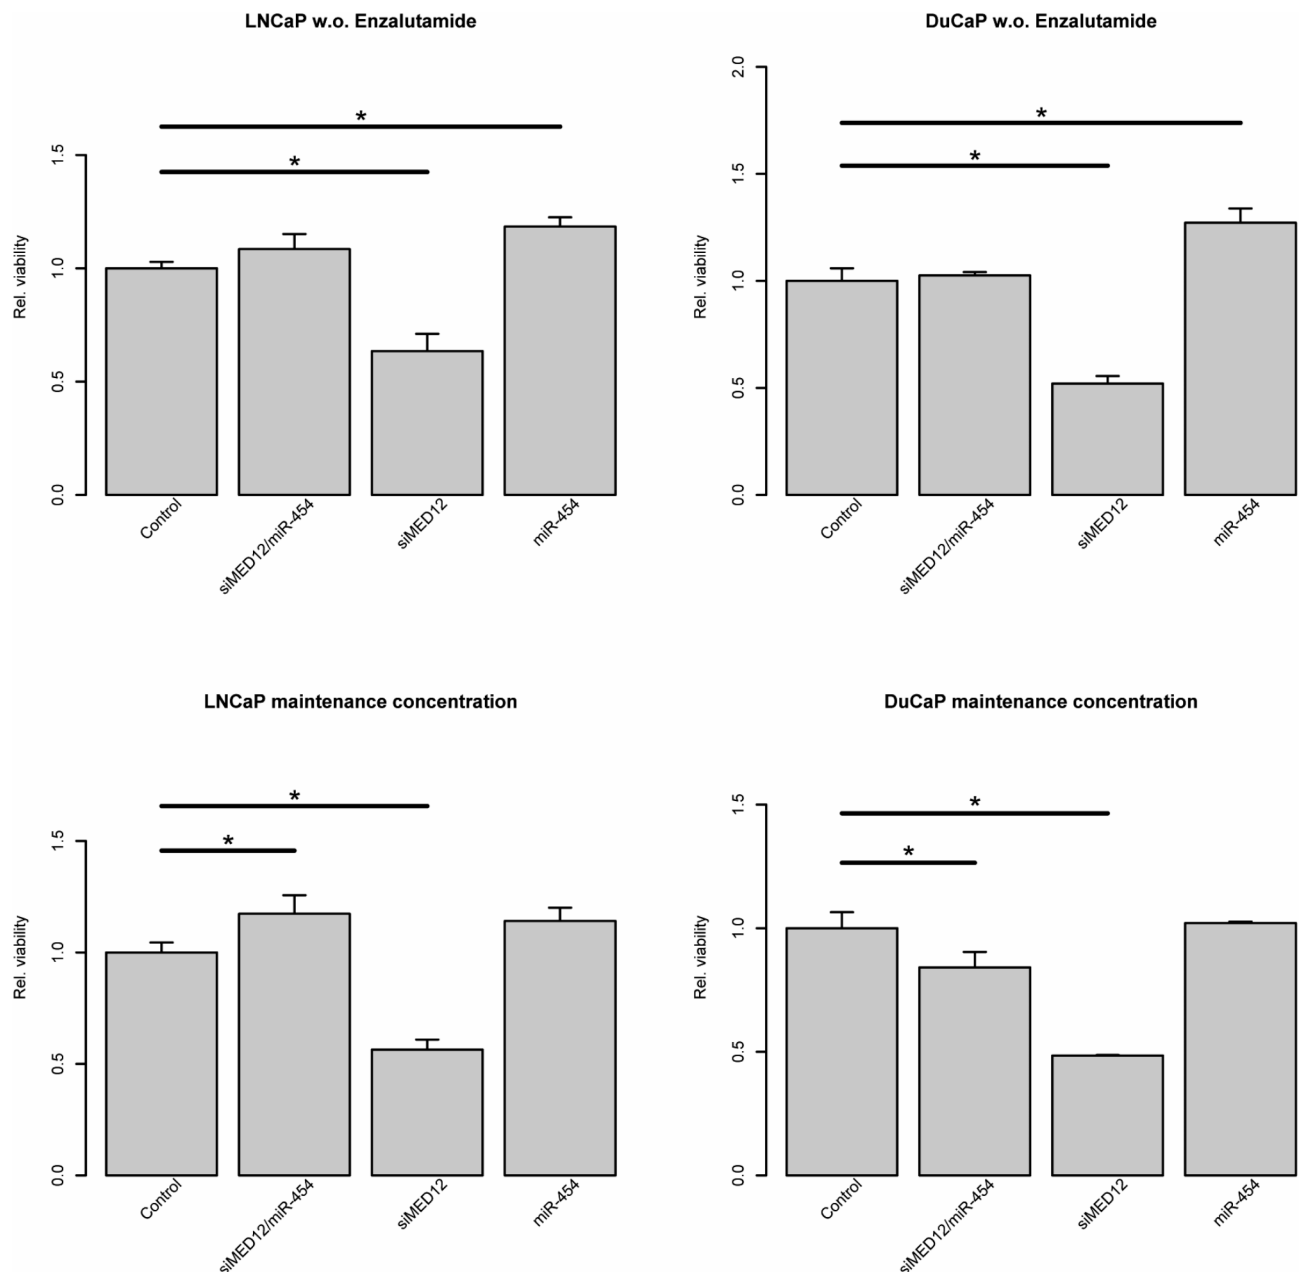 LNCaP w.o. Enzalutamide
*
*
Rel. viability
1.5
1.0
0.5
0.0
Control
siMED12/miR-454
siMED12
miR-454
DuCaP w.o. Enzalutamide
*
*
Rel. viability
2.0
1.5
1.0
0.5
0.0
Control
siMED12/miR-454
siMED12
miR-454
LNCaP maintenance concentration
*
*
Rel. viability
1.5
1.0
0.5
0.0
Control
siMED12/miR-454
siMED12
miR-454
DuCaP maintenance concentration
*
*
Rel. viability
1.5
1.0
0.5
0.0
Control
siMED12/miR-454
siMED12
miR-454